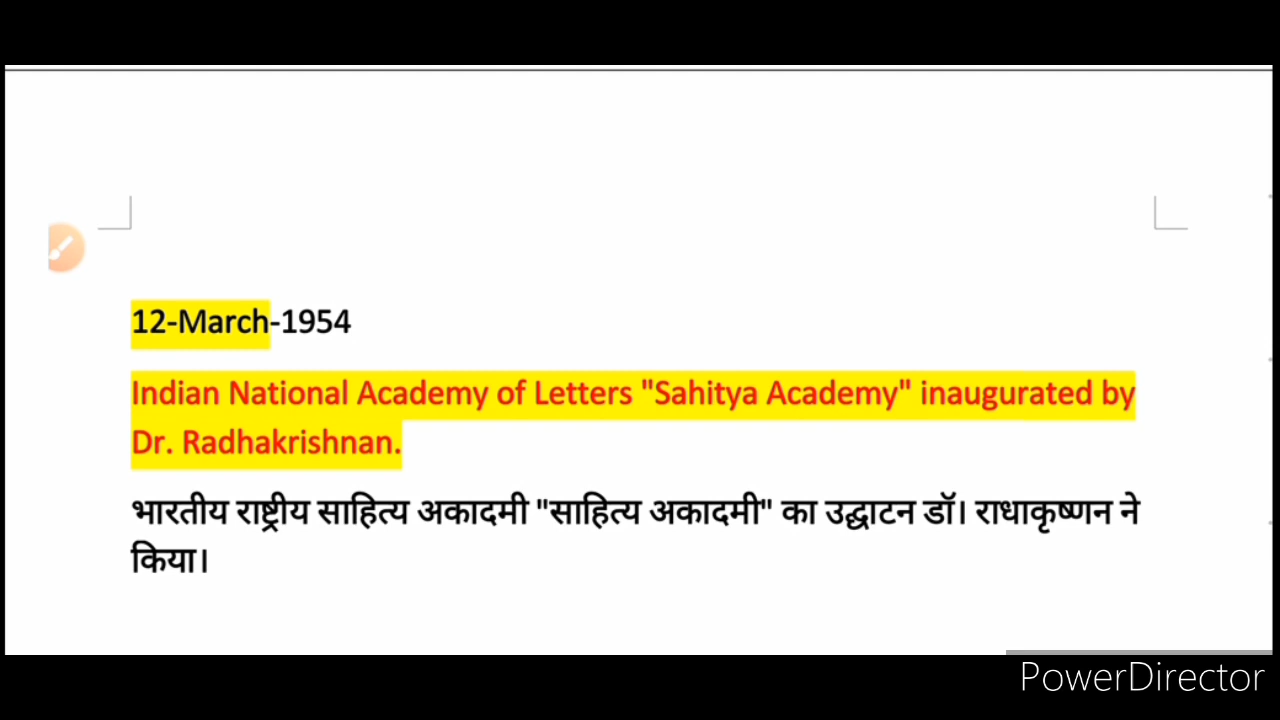 12-March-1954
Indian National Academy of Letters "Sahitya Academy" inaugurated by
Dr. Radhakrishnan.
भारतीय राष्ट्रीय साहित्य अकादमी "साहित्य अकादमी" का उद्घाटन डॉ। राधाकृष्णन ने
किया।
PowerDirector